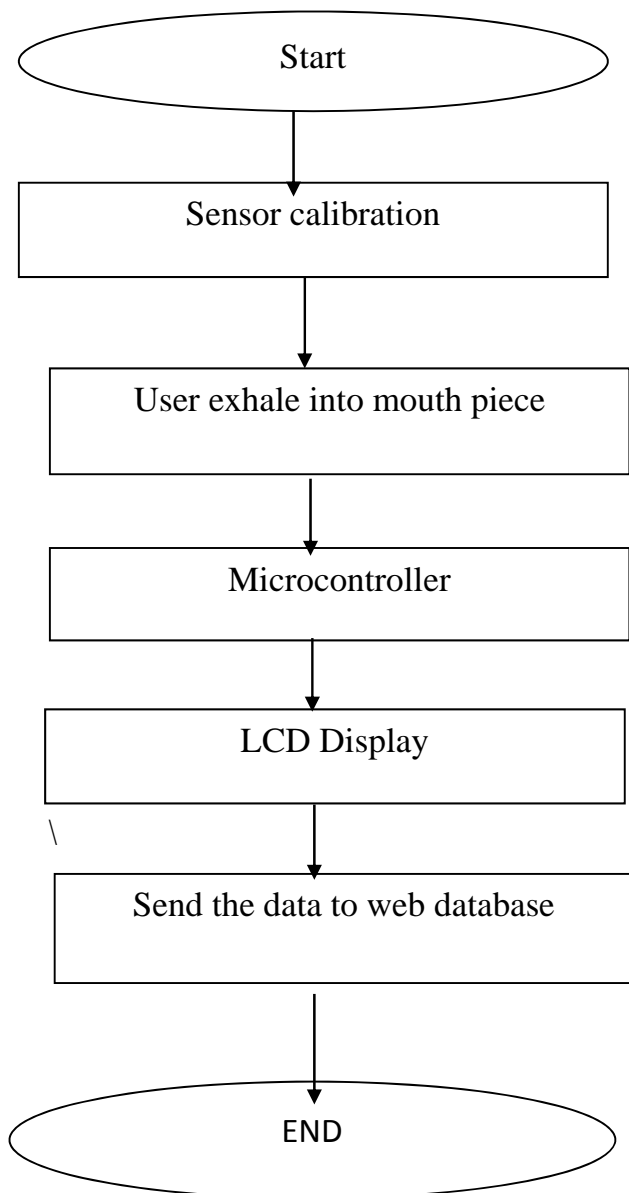 Start
Sensor calibration
User exhale into mouth piece
Microcontroller
LCD Display
\
Send the data to web database
END